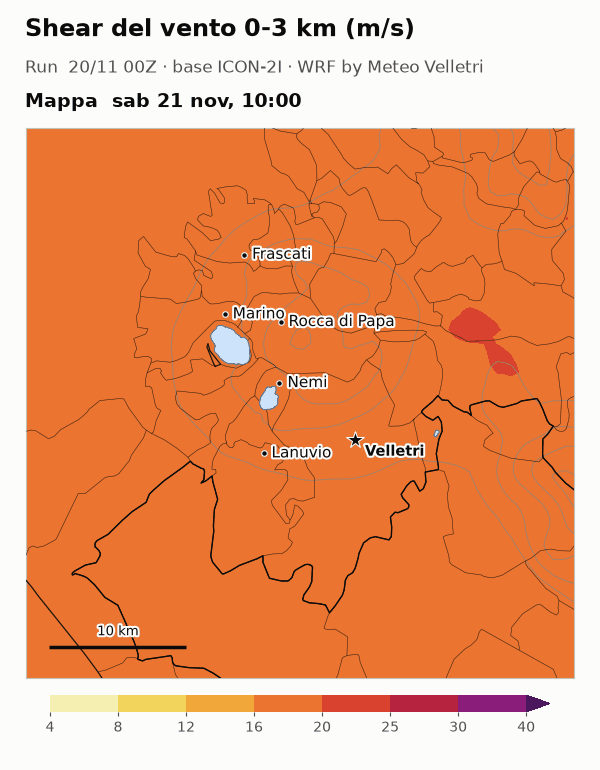 Shear del vento 0-3 km (m/s)
Run  20/11 00Z · base ICON-2I · WRF by Meteo Velletri
Mappa  sab 21 nov, 10:00
Frascati
Marino
Rocca di Papa
Nemi
Velletri
Lanuvio
10 km
4 8 12 16 20 25 30 40